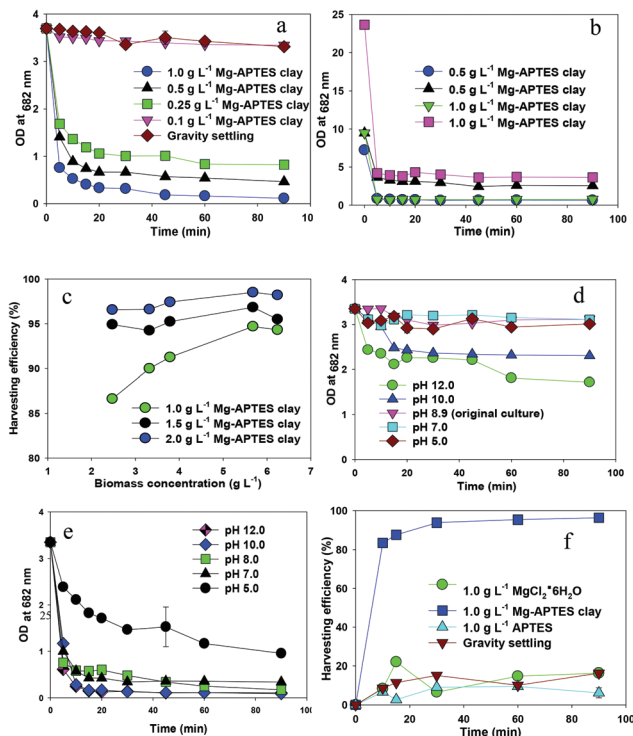 a
4
3
2
1
0
0
20
40
60
80
10
OD at 682 nm
Time (min)
1.0 g L⁻¹ Mg-APTES clay
0.5 g L⁻¹ Mg-APTES clay
0.25 g L⁻¹ Mg-APTES clay
0.1 g L⁻¹ Mg-APTES clay
Gravity settling
b
25
20
15
10
5
0
0
20
40
60
80
100
OD at 682 nm
Time (min)
0.5 g L⁻¹ Mg-APTES clay
0.5 g L⁻¹ Mg-APTES clay
1.0 g L⁻¹ Mg-APTES clay
1.0 g L⁻¹ Mg-APTES clay
c
100
95
90
85
80
1
2
3
4
5
6
7
Harvesting efficiency (%)
Biomass concentration (g L⁻¹)
1.0 g L⁻¹ Mg-APTES clay
1.5 g L⁻¹ Mg-APTES clay
2.0 g L⁻¹ Mg-APTES clay
d
4
3
2
1
0
0
20
40
60
80
100
OD at 682 nm
Time (min)
pH 12.0
pH 10.0
pH 8.9 (original culture)
pH 7.0
pH 5.0
e
4
3
2
25
1
0
0
20
40
60
80
100
OD at 682 nm
Time (min)
pH 12.0
pH 10.0
pH 8.0
pH 7.0
pH 5.0
f
100
80
60
40
20
0
0
20
40
60
80
100
Harvesting efficiency (%)
Time (min)
1.0 g L⁻¹ MgCl₂▪6H₂O
1.0 g L⁻¹ Mg-APTES clay
1.0 g L⁻¹ APTES
Gravity settling